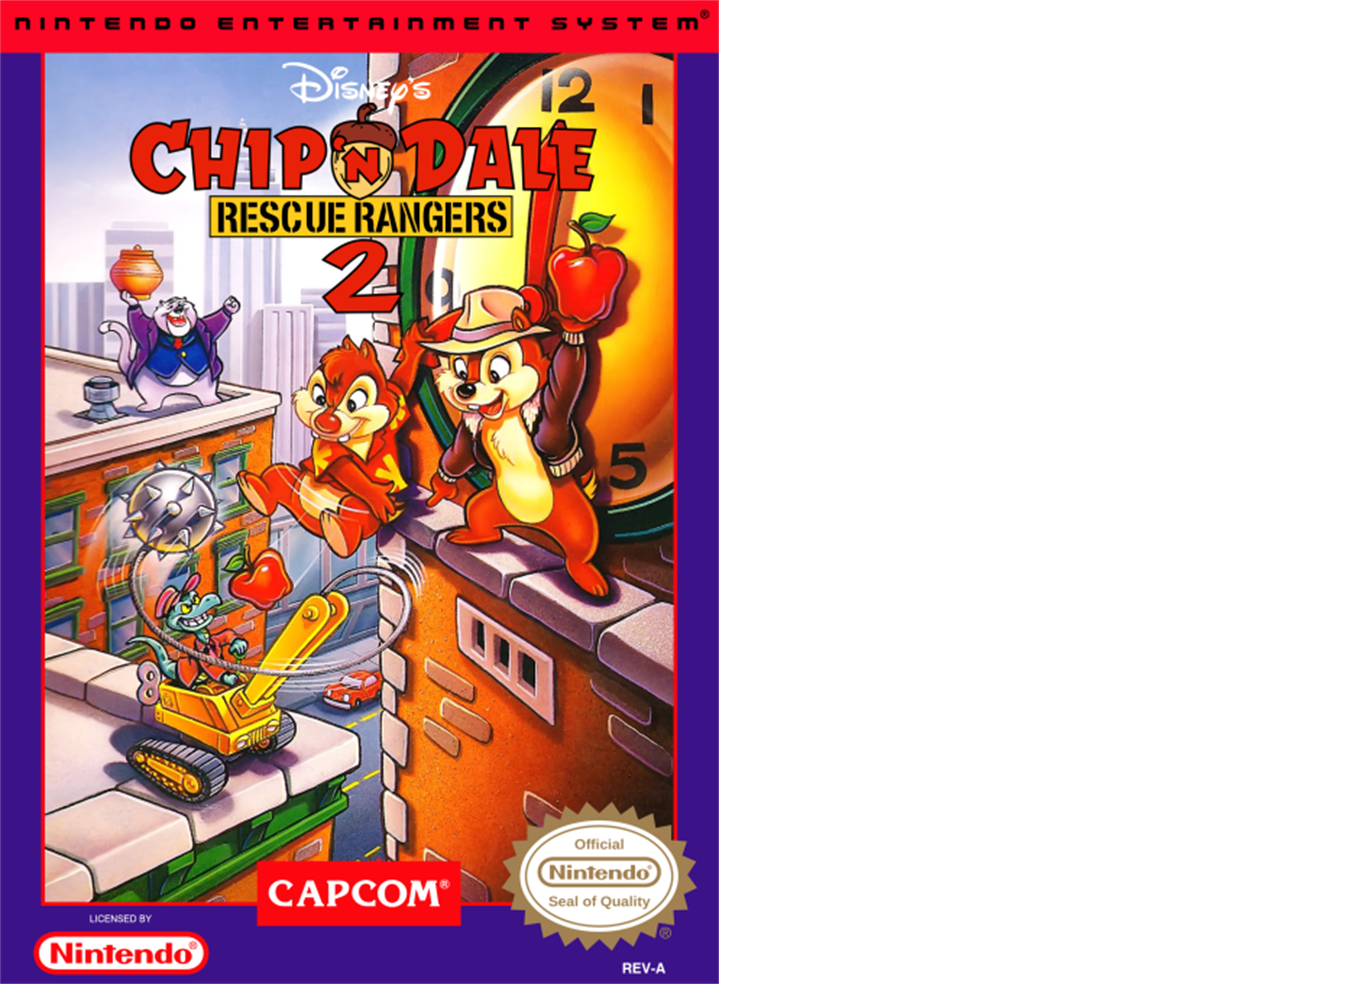 NINTENDO ENTERTAINMENT SYSTEM®
Disney's
CHIP 'N DALE
RESCUE RANGERS
2
12
1
9
5
CAPCOM®
Official
Nintendo®
Seal of Quality
®
LICENSED BY
Nintendo®
REV-A